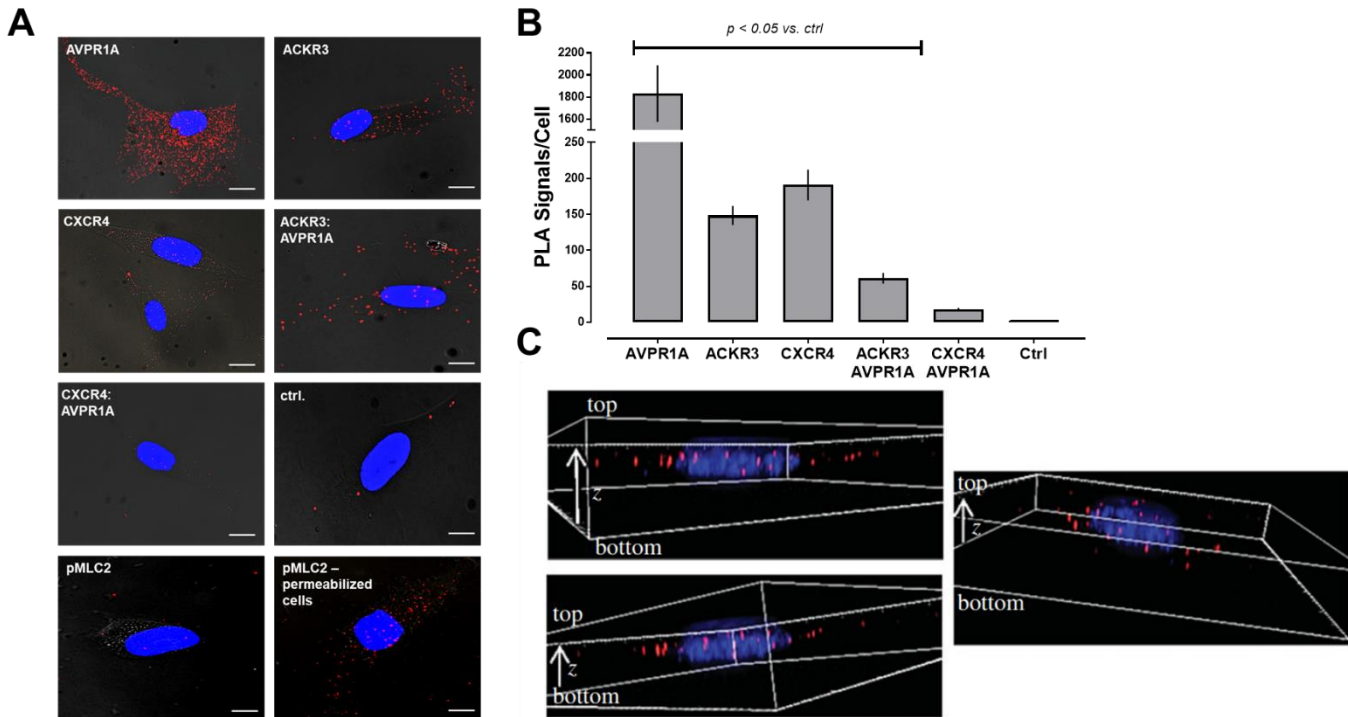 A
AVPR1A
ACKR3
CXCR4
ACKR3:
AVPR1A
CXCR4:
AVPR1A
ctrl.
pMLC2
pMLC2 –
permeabilized
cells
B
p < 0.05 vs. ctrl
PLA Signals/Cell
2200
2000
1800
1600
250
200
150
100
50
0
AVPR1A
ACKR3
CXCR4
ACKR3
AVPR1A
CXCR4
AVPR1A
Ctrl
C
top
z
bottom
top
z
bottom
top
z
bottom